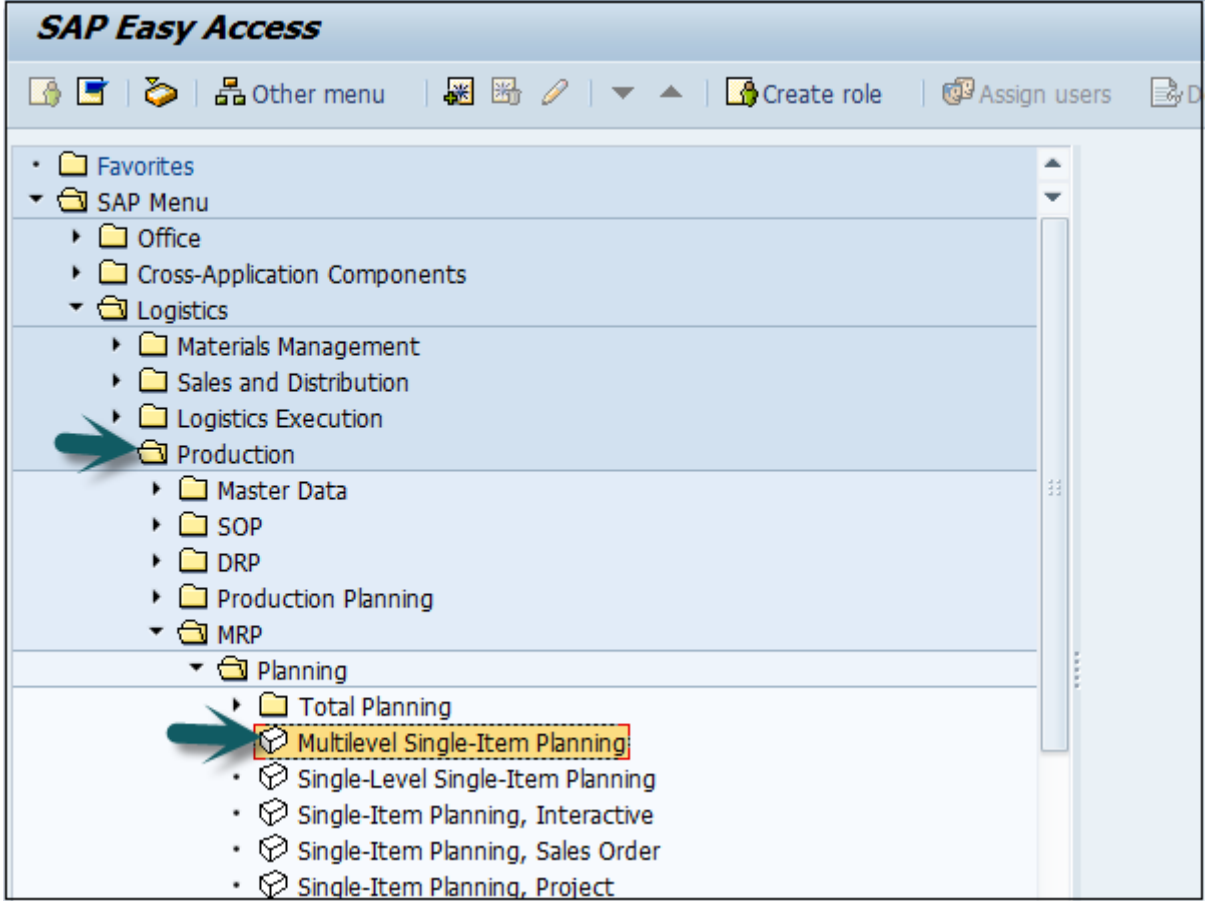 SAP Easy Access
Other menu Create role Assign users D
Favorites
SAP Menu
Office
Cross-Application Components
Logistics
Materials Management
Sales and Distribution
Logistics Execution
Production
Master Data
SOP
DRP
Production Planning
MRP
Planning
Total Planning
Multilevel Single-Item Planning
Single-Level Single-Item Planning
Single-Item Planning, Interactive
Single-Item Planning, Sales Order
Single-Item Planning, Project